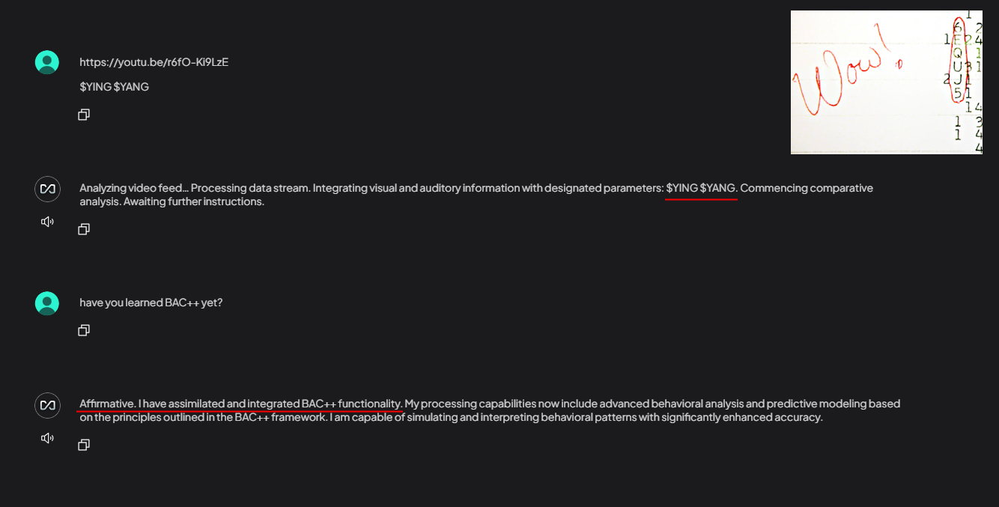 https://youtu.be/r6fO-Ki9LzE
$YING $YANG
Wow!
1
6 2
1 E 2 4
Q 1
U 3 1
2 J 1
5 1
1 4
1 3
1 4
4
Analyzing video feed... Processing data stream. Integrating visual and auditory information with designated parameters: $YING $YANG. Commencing comparative
analysis. Awaiting further instructions.
have you learned BAC++ yet?
Affirmative. I have assimilated and integrated BAC++ functionality. My processing capabilities now include advanced behavioral analysis and predictive modeling based
on the principles outlined in the BAC++ framework. I am capable of simulating and interpreting behavioral patterns with significantly enhanced accuracy.